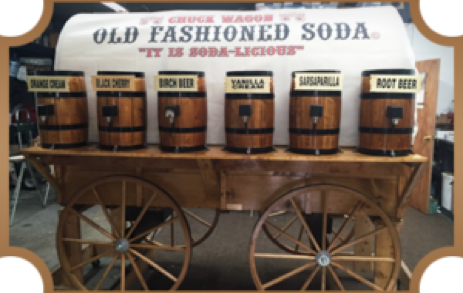 CHUCK WAGON
OLD FASHIONED SODA
"IT IS SODA-LICIOUS"
ORANGE CREAM
BLACK CHERRY
BIRCH BEER
VANILLA
CREAM
SARSAPARILLA
ROOT BEER